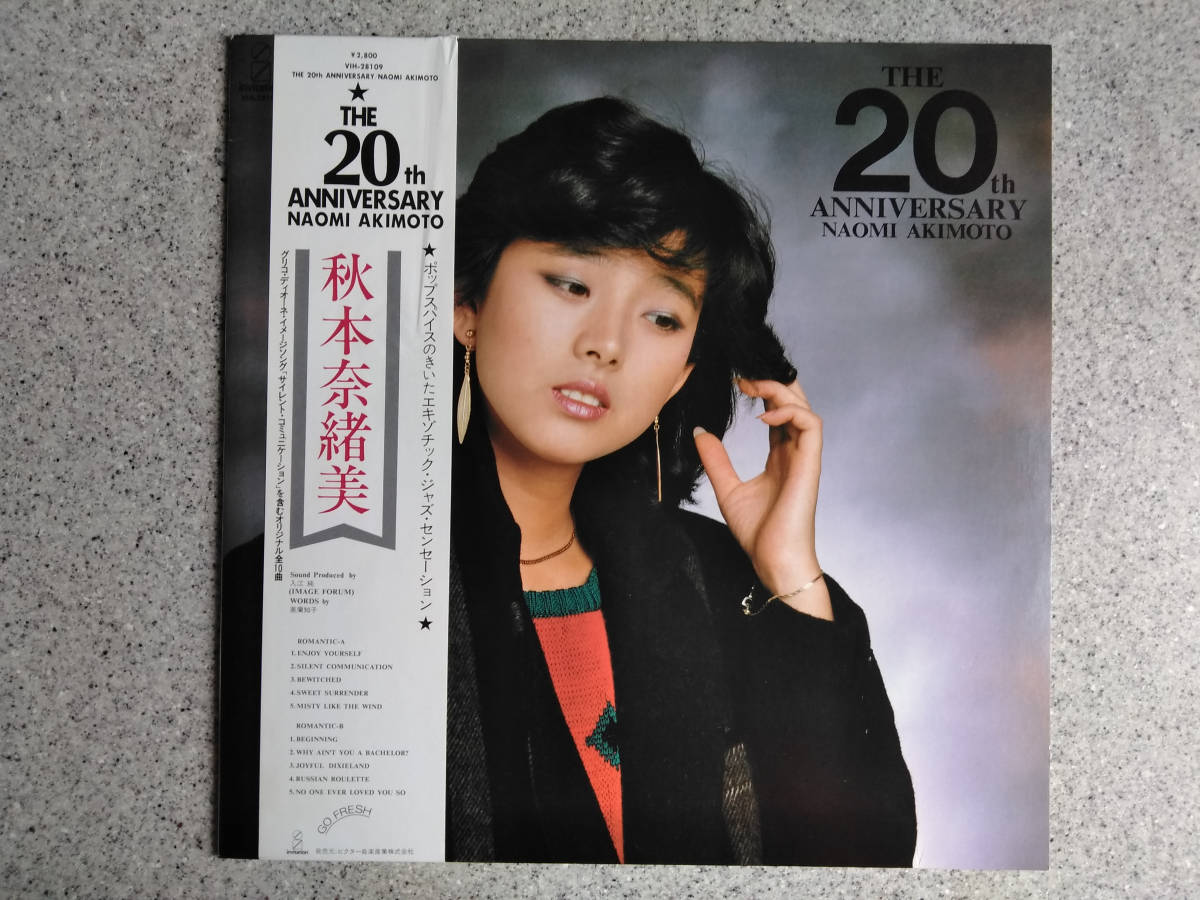 ¥2,800
VIH-28109
THE 20th ANNIVERSARY/NAOMI AKIMOTO
★
THE
20th
ANNIVERSARY
NAOMI AKIMOTO
秋本奈緒美
★ポップスパイスのきいたエキゾチック・ジャズ・センセーション★
グリコ・ディオーネ・イメージソング「サイレント・コミュニケーション」を含むオリジナル全10曲
Sound Produced by
入江 純
(IMAGE FORUM)
WORDS by
亜蘭知子
ROMANTIC-A
1. ENJOY YOURSELF
2. SILENT COMMUNICATION
3. BEWITCHED
4. SWEET SURRENDER
5. MISTY LIKE THE WIND
ROMANTIC-B
1. BEGINNING
2. WHY AIN'T YOU A BACHELOR?
3. JOYFUL DIXIELAND
4. RUSSIAN ROULETTE
5. NO ONE EVER LOVED YOU SO
GO FRESH
invitation
発売元:ビクター音楽産業株式会社
THE
20th
ANNIVERSARY
NAOMI AKIMOTO